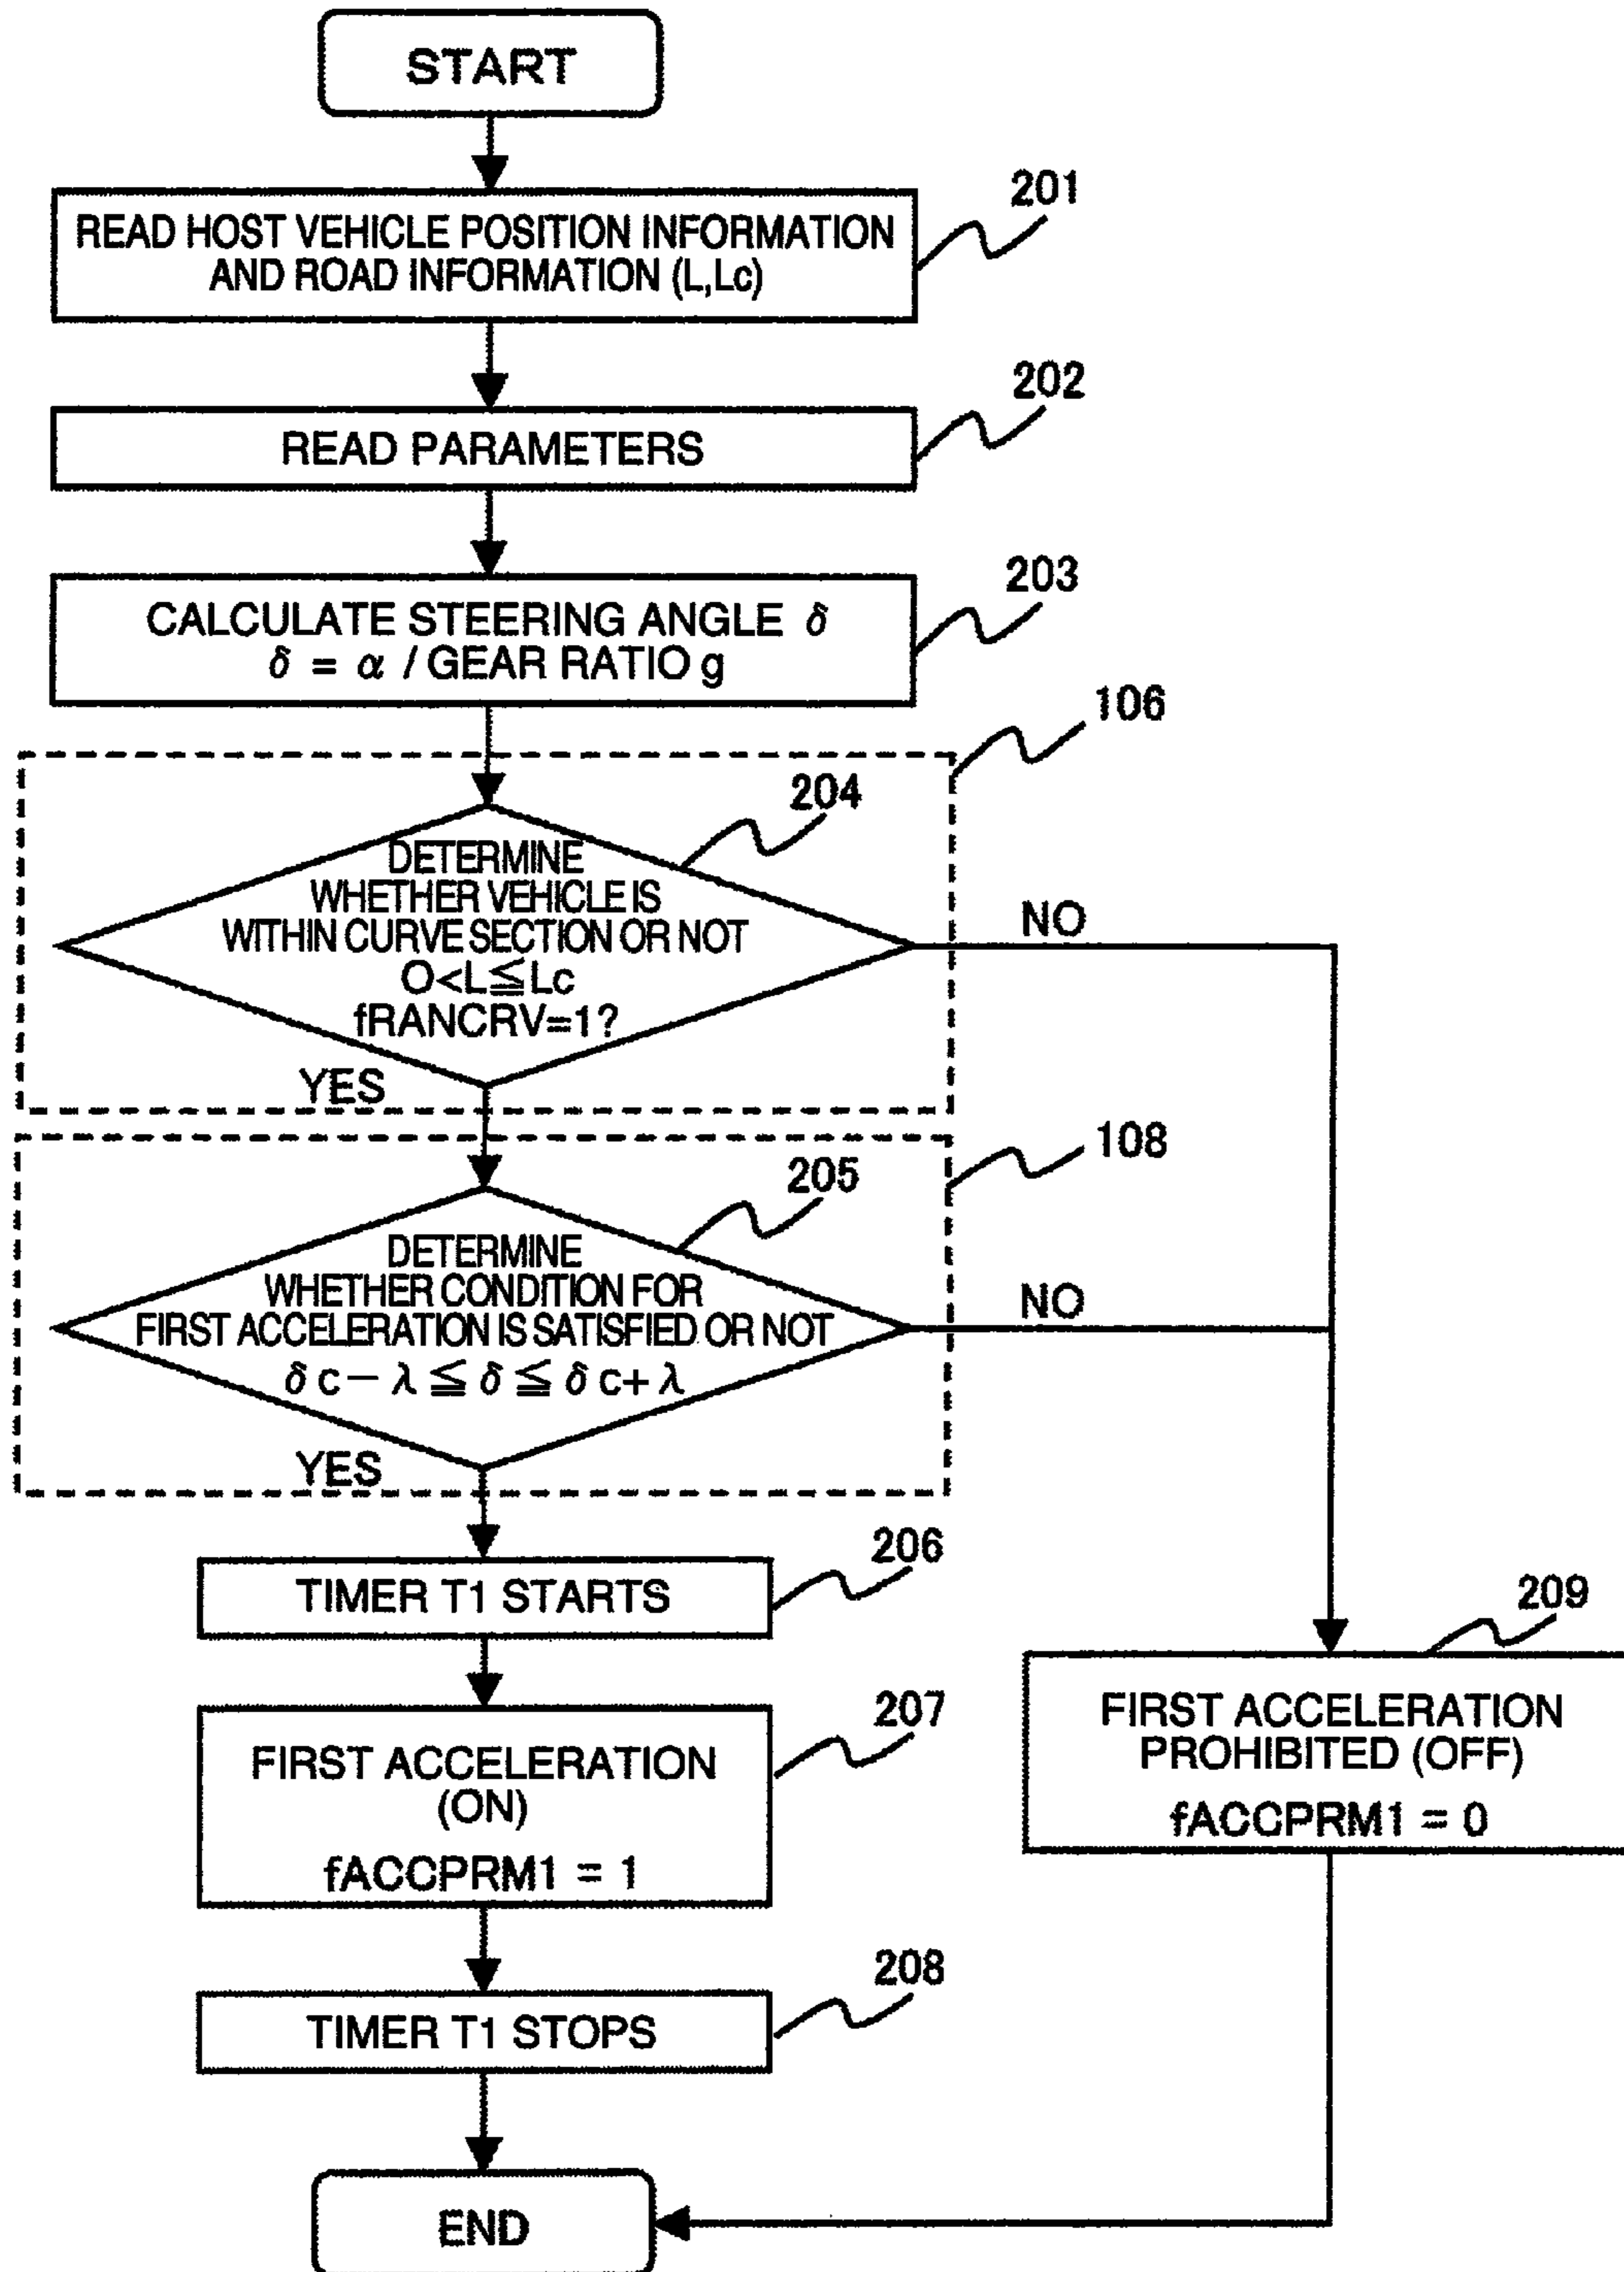 START
201
READ HOST VEHICLE POSITION INFORMATION
AND ROAD INFORMATION (L,Lc)
202
READ PARAMETERS
203
CALCULATE STEERING ANGLE δ
δ = α / GEAR RATIO g
106
204
DETERMINE
WHETHER VEHICLE IS
WITHIN CURVE SECTION OR NOT
O<L≦Lc
fRANCRV=1?
NO
YES
108
205
DETERMINE
WHETHER CONDITION FOR
FIRST ACCELERATION IS SATISFIED OR NOT
δc-λ≦δ≦δc+λ
NO
YES
206
TIMER T1 STARTS
207
FIRST ACCELERATION
(ON)
fACCPRM1 = 1
209
FIRST ACCELERATION
PROHIBITED (OFF)
fACCPRM1 = 0
208
TIMER T1 STOPS
END